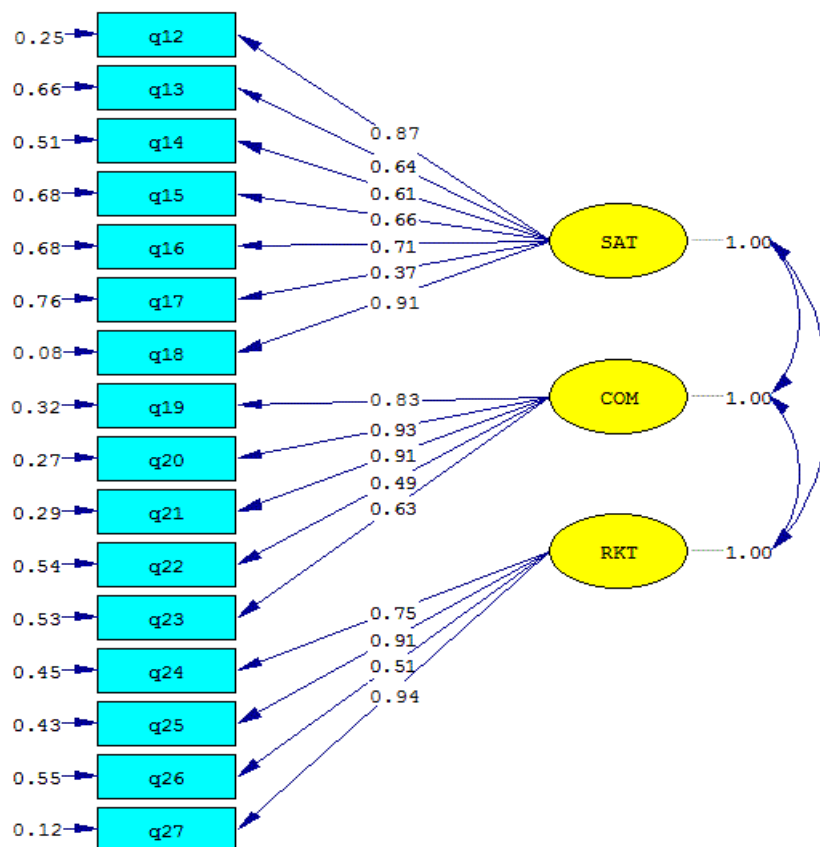 0.25 q12
0.87
0.66 q13
0.64
0.51 q14
0.61
0.68 q15
0.66
SAT 1.00
0.68 q16
0.71
0.76 q17
0.37
0.08 q18
0.91
0.32 q19
0.83
COM 1.00
0.27 q20
0.93
0.29 q21
0.91
0.54 q22
0.49
0.53 q23
0.63
RKT 1.00
0.45 q24
0.75
0.43 q25
0.91
0.55 q26
0.51
0.12 q27
0.94